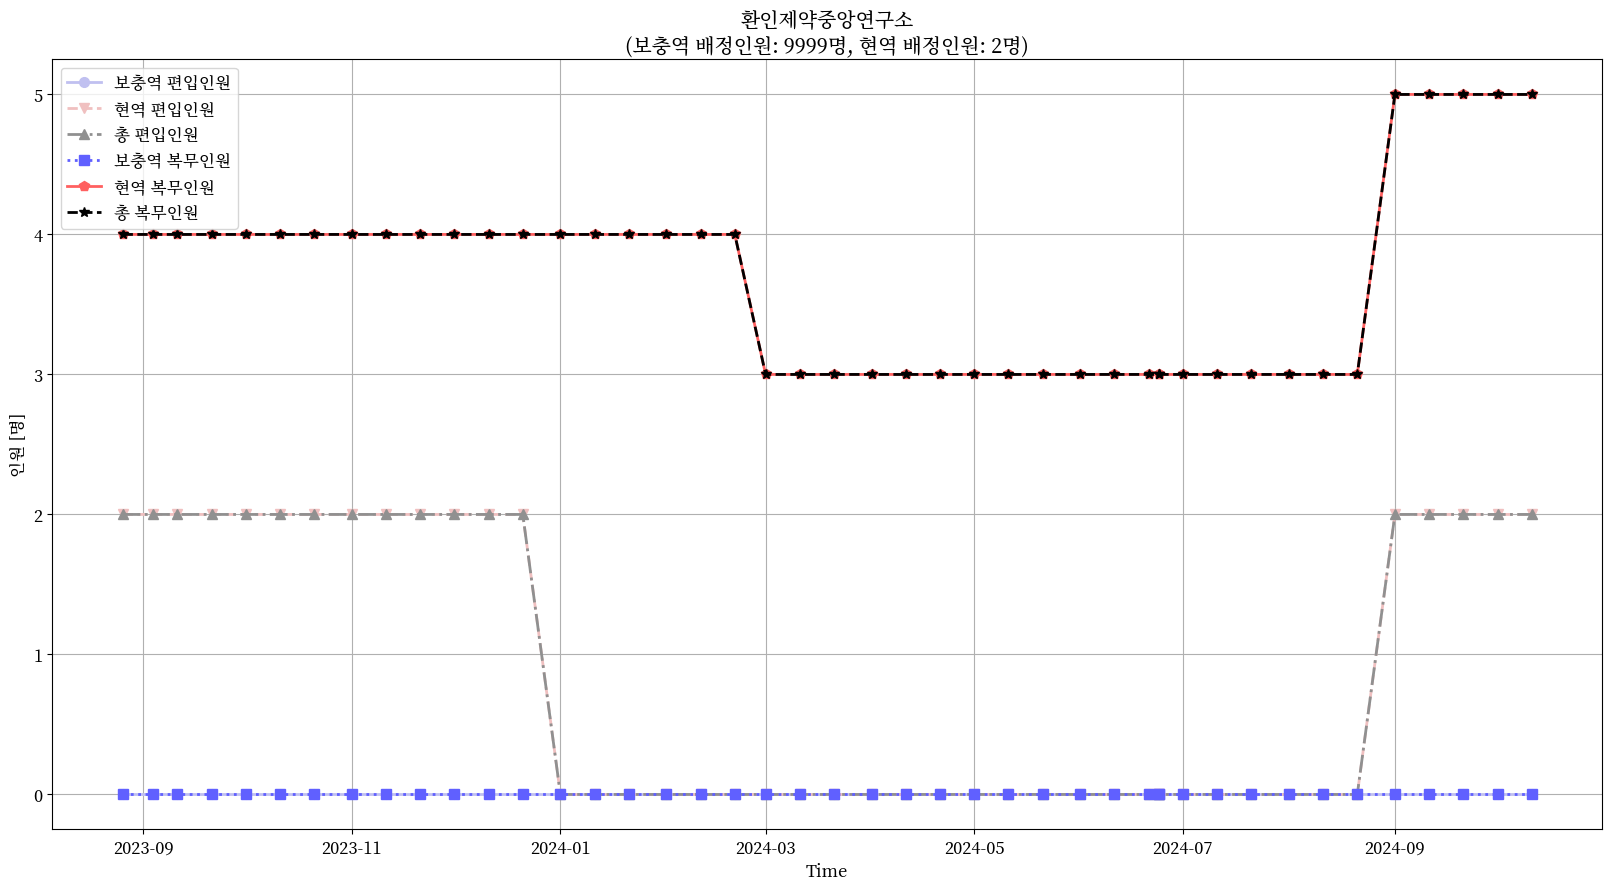 환인제약중앙연구소
(보충역 배정인원: 9999명, 현역 배정인원: 2명)
보충역 편입인원
현역 편입인원
총 편입인원
보충역 복무인원
현역 복무인원
총 복무인원
인원 [명]
5
4
3
2
1
0
2023-09
2023-11
2024-01
2024-03
2024-05
2024-07
2024-09
Time